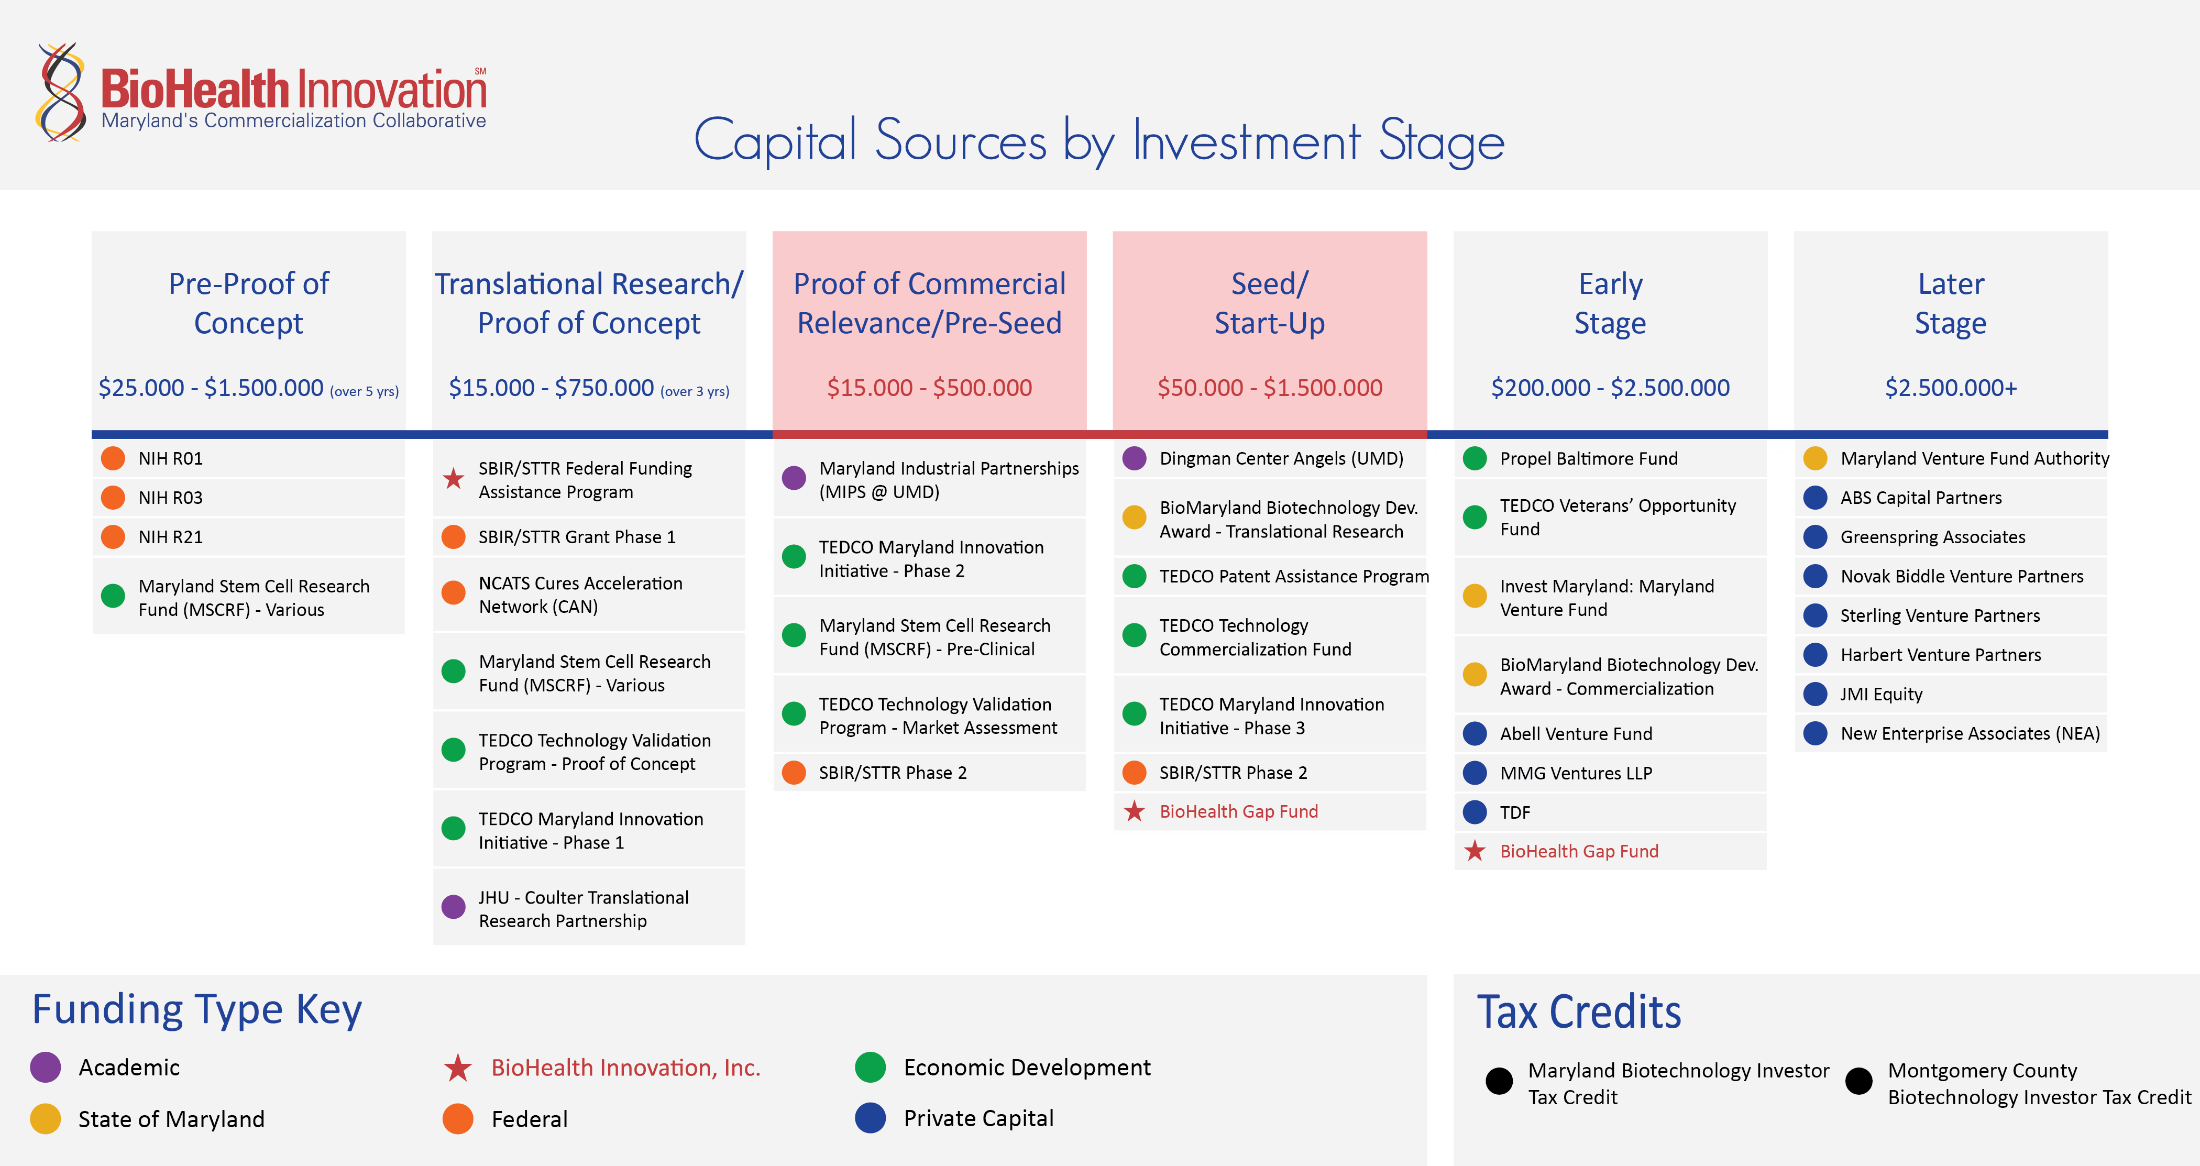 BioHealth Innovation SM
Maryland's Commercialization Collaborative
Capital Sources by Investment Stage
Pre-Proof of
Concept
$25.000 - $1.500.000 (over 5 yrs)
NIH R01
NIH R03
NIH R21
Maryland Stem Cell Research
Fund (MSCRF) - Various
Translational Research/
Proof of Concept
$15.000 - $750.000 (over 3 yrs)
SBIR/STTR Federal Funding
Assistance Program
SBIR/STTR Grant Phase 1
NCATS Cures Acceleration
Network (CAN)
Maryland Stem Cell Research
Fund (MSCRF) - Various
TEDCO Technology Validation
Program - Proof of Concept
TEDCO Maryland Innovation
Initiative - Phase 1
JHU - Coulter Translational
Research Partnership
Proof of Commercial
Relevance/Pre-Seed
$15.000 - $500.000
Maryland Industrial Partnerships
(MIPS @ UMD)
TEDCO Maryland Innovation
Initiative - Phase 2
Maryland Stem Cell Research
Fund (MSCRF) - Pre-Clinical
TEDCO Technology Validation
Program - Market Assessment
SBIR/STTR Phase 2
Seed/
Start-Up
$50.000 - $1.500.000
Dingman Center Angels (UMD)
BioMaryland Biotechnology Dev.
Award - Translational Research
TEDCO Patent Assistance Program
TEDCO Technology
Commercialization Fund
TEDCO Maryland Innovation
Initiative - Phase 3
SBIR/STTR Phase 2
BioHealth Gap Fund
Early
Stage
$200.000 - $2.500.000
Propel Baltimore Fund
TEDCO Veterans’ Opportunity
Fund
Invest Maryland: Maryland
Venture Fund
BioMaryland Biotechnology Dev.
Award - Commercialization
Abell Venture Fund
MMG Ventures LLP
TDF
BioHealth Gap Fund
Later
Stage
$2.500.000+
Maryland Venture Fund Authority
ABS Capital Partners
Greenspring Associates
Novak Biddle Venture Partners
Sterling Venture Partners
Harbert Venture Partners
JMI Equity
New Enterprise Associates (NEA)
Funding Type Key
Academic
BioHealth Innovation, Inc.
Economic Development
State of Maryland
Federal
Private Capital
Tax Credits
Maryland Biotechnology Investor
Tax Credit
Montgomery County
Biotechnology Investor Tax Credit